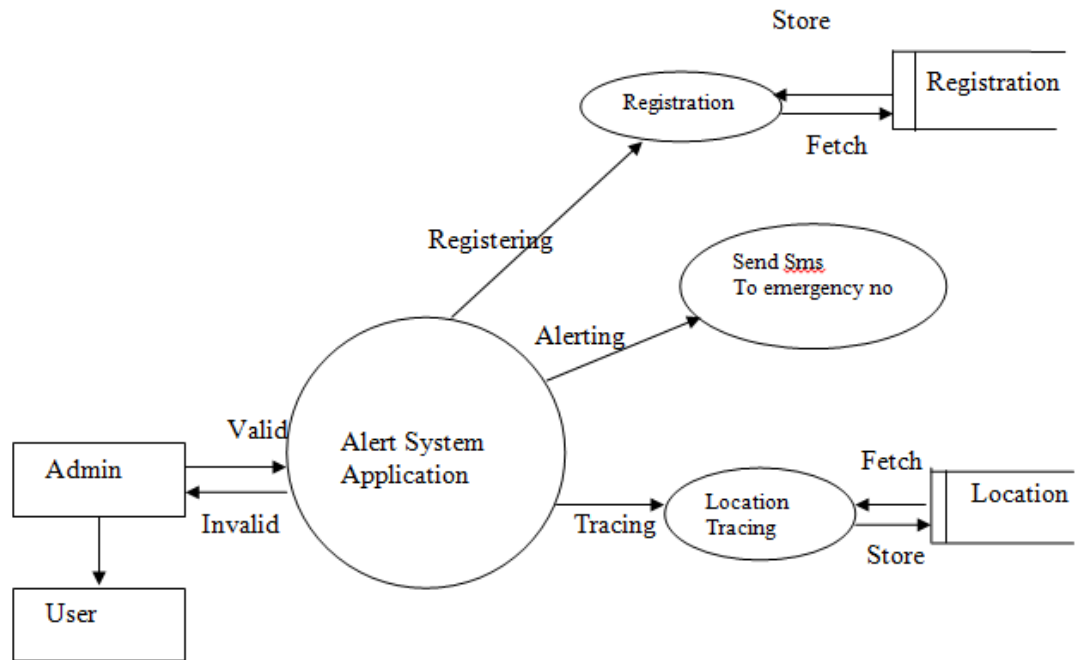 Store
Registration
Registration
Fetch
Registering
Send Sms
To emergency no
Alerting
Valid
Alert System
Application
Admin
Invalid
Fetch
Location
Location
Tracing
Tracing
Store
User